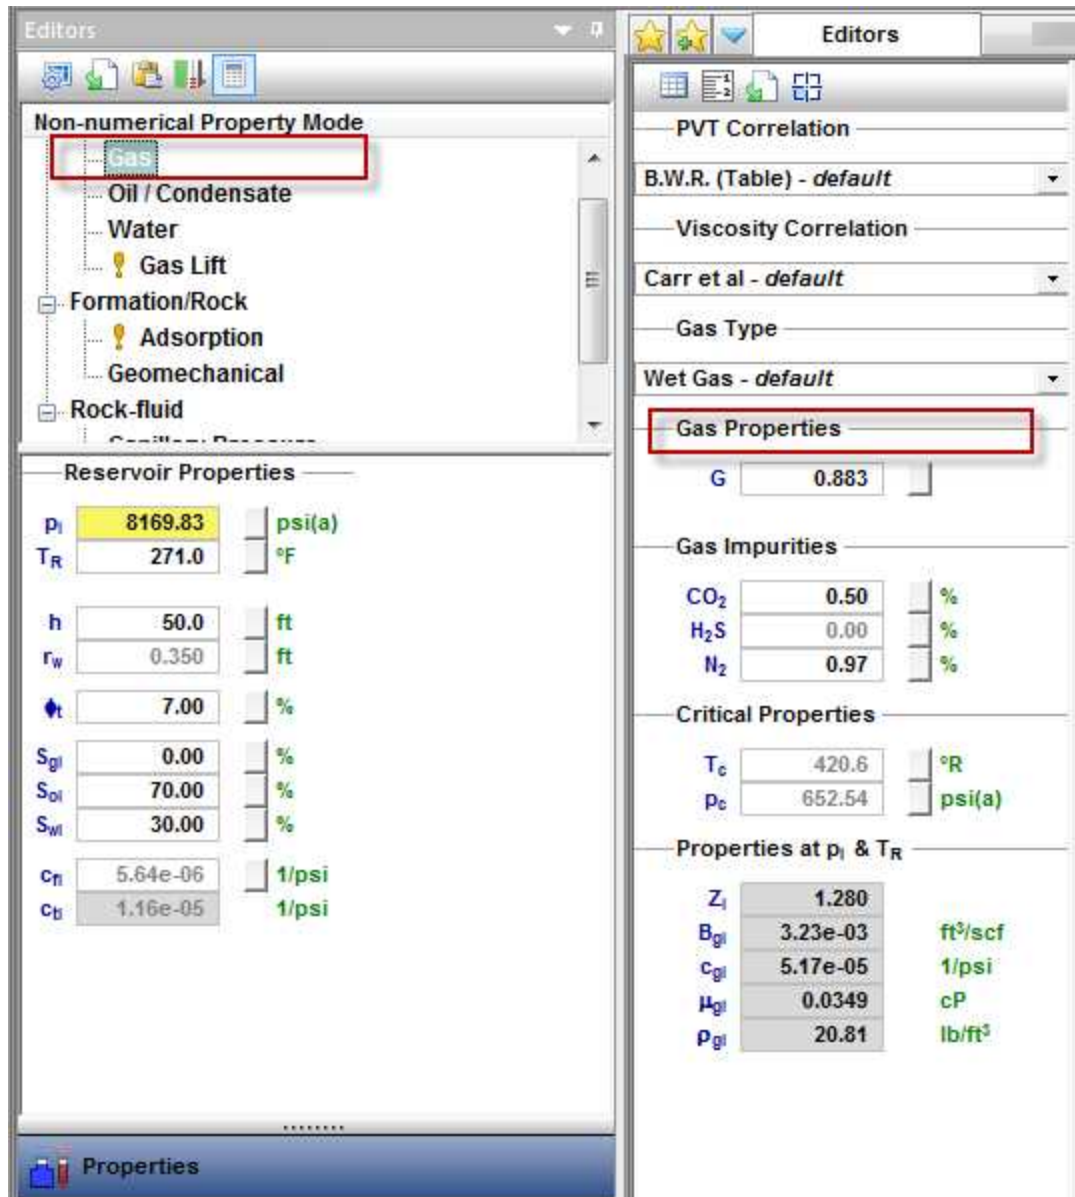 Editors
Non-numerical Property Mode
Gas
Oil / Condensate
Water
Gas Lift
Formation/Rock
Adsorption
Geomechanical
Rock-fluid
Reservoir Properties
pi 8169.83 psi(a)
TR 271.0 °F
h 50.0 ft
rw 0.350 ft
ϕt 7.00 %
Sgi 0.00 %
Soi 70.00 %
Swi 30.00 %
cfi 5.64e-06 1/psi
cti 1.16e-05 1/psi
Properties
Editors
PVT Correlation
B.W.R. (Table) - default
Viscosity Correlation
Carr et al - default
Gas Type
Wet Gas - default
Gas Properties
G 0.883
Gas Impurities
CO2 0.50 %
H2S 0.00 %
N2 0.97 %
Critical Properties
Tc 420.6 °R
pc 652.54 psi(a)
Properties at pi & TR
Zi 1.280
Bgi 3.23e-03 ft³/scf
cgi 5.17e-05 1/psi
μgi 0.0349 cP
ρgi 20.81 lb/ft³